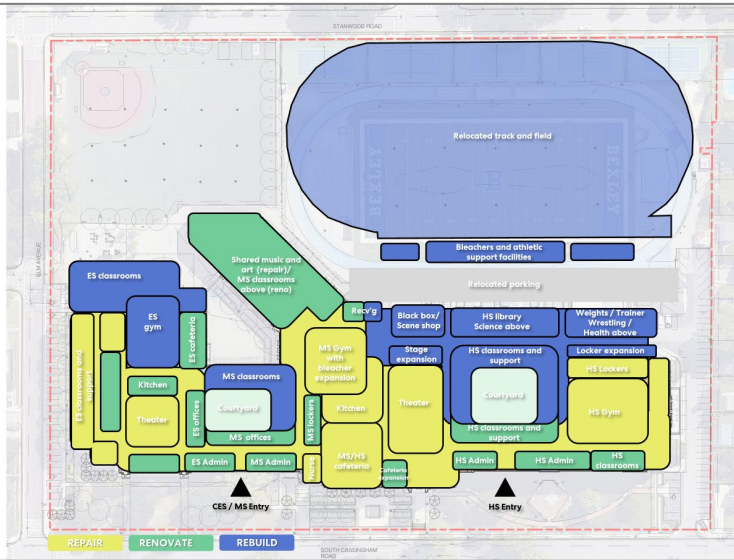 STANWOOD ROAD
Relocated track and field
BEXLEY
BEXLEY
B
ELM AVENUE
Shared music and
art (repair)/
MS classrooms
above (reno)
Bleachers and athletic
support facilities
Relocated parking
ES classrooms
ES
gym
ES cafeteria
Recv'g
Black box/
Scene shop
HS library
Science above
Weights / Trainer
Wrestling /
Health above
MS Gym
with
bleacher
expansion
Stage
expansion
HS classrooms and
support
Locker expansion
HS Lockers
ES classrooms and
support
Kitchen
MS classrooms
Courtyard
Theater
ES offices
MS offices
MS lockers
Kitchen
Theater
Courtyard
HS Gym
HS classrooms and
support
ES Admin
MS Admin
Nurse
MS/HS
cafeteria
Cafeteria
expansion
HS Admin
HS Admin
HS
classrooms
CES / MS Entry
HS Entry
REPAIR
RENOVATE
REBUILD
SOUTH CASSINGHAM
ROAD